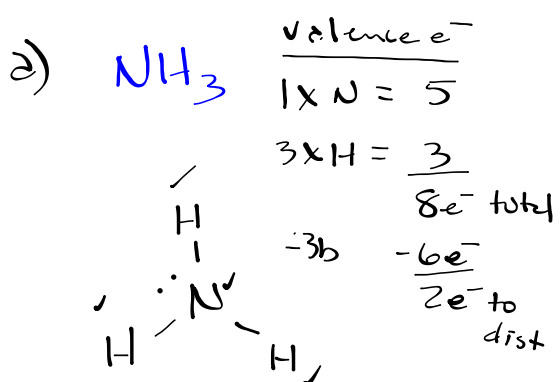 a) NH₃ valence e⁻
1 x N = 5
3 x H = 3
8e⁻ total
-3b -6e⁻
2e⁻ to
dist
H
N
H H